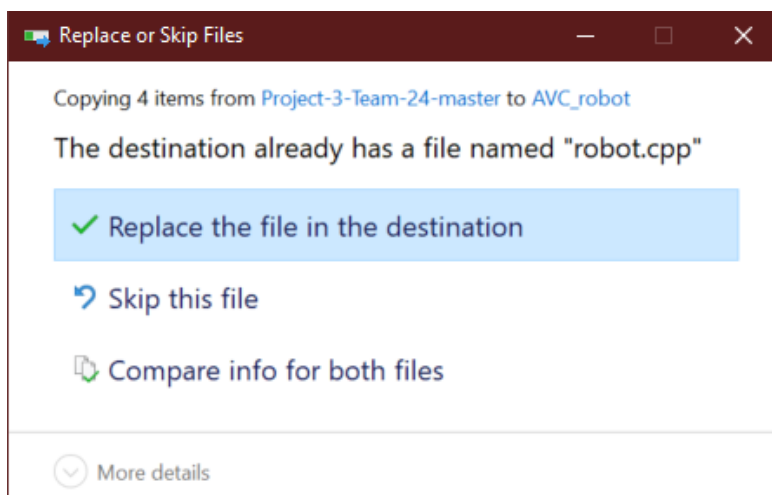 Replace or Skip Files
Copying 4 items from Project-3-Team-24-master to AVC_robot
The destination already has a file named "robot.cpp"
Replace the file in the destination
Skip this file
Compare info for both files
More details